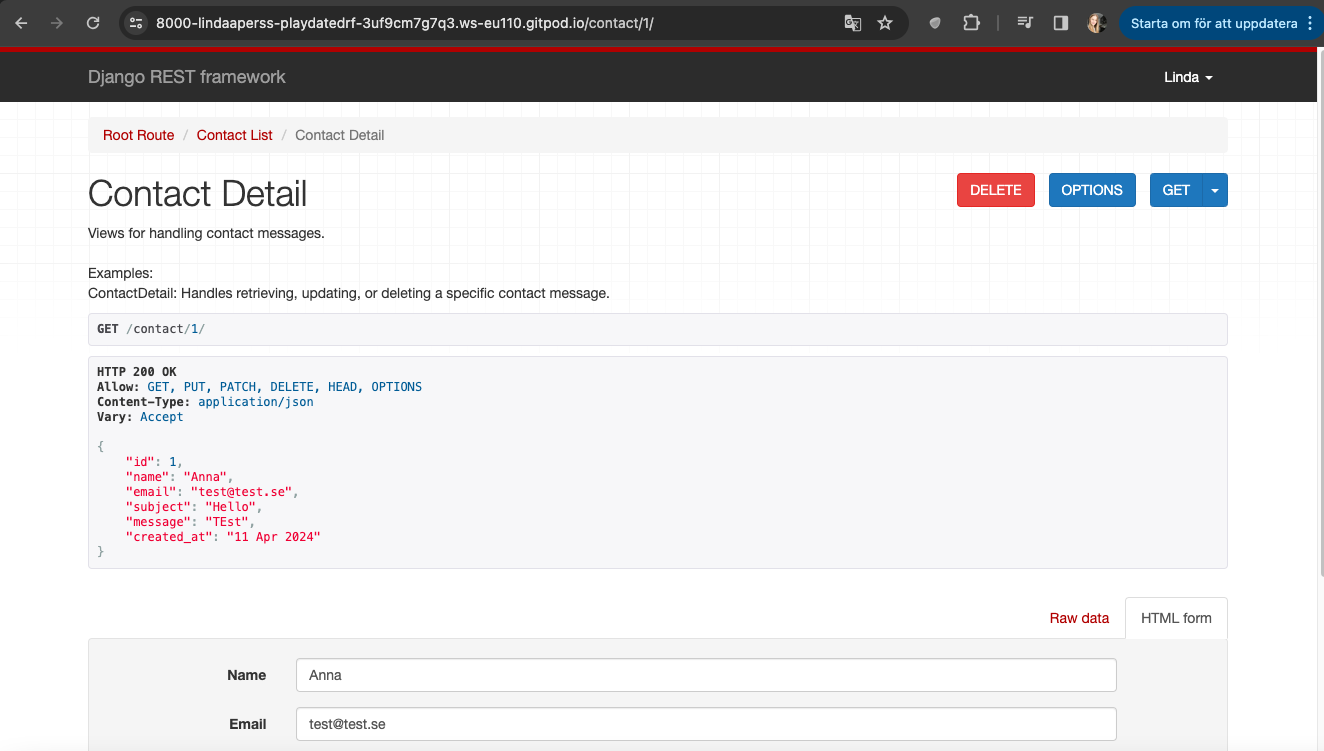 8000-lindaaperss-playdatedrf-3uf9cm7g7q3.ws-eu110.gitpod.io/contact/1/
Starta om för att uppdatera
Django REST framework
Linda
Root Route / Contact List / Contact Detail
Contact Detail
DELETE
OPTIONS
GET
Views for handling contact messages.
Examples:
ContactDetail: Handles retrieving, updating, or deleting a specific contact message.
GET /contact/1/
HTTP 200 OK
Allow: GET, PUT, PATCH, DELETE, HEAD, OPTIONS
Content-Type: application/json
Vary: Accept
{
"id": 1,
"name": "Anna",
"email": "test@test.se",
"subject": "Hello",
"message": "TEst",
"created_at": "11 Apr 2024"
}
Raw data
HTML form
Name
Anna
Email
test@test.se